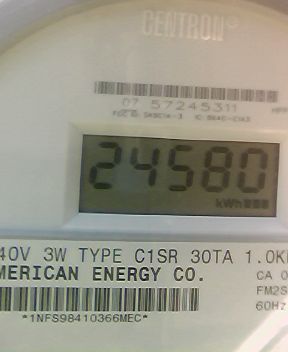 CENTRON®
07 57245311
24580
kWh
40V 3W TYPE C1SR 30TA 1.0K
MERICAN ENERGY CO.
CA 0
FM2S
60Hz
*1NFS98410366MEC*